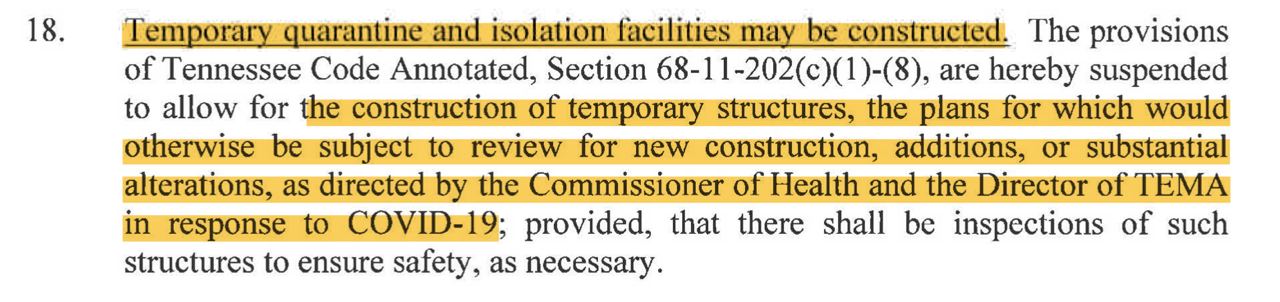 18. Temporary quarantine and isolation facilities may be constructed. The provisions
of Tennessee Code Annotated, Section 68-11-202(c)(1)-(8), are hereby suspended
to allow for the construction of temporary structures, the plans for which would
otherwise be subject to review for new construction, additions, or substantial
alterations, as directed by the Commissioner of Health and the Director of TEMA
in response to COVID-19; provided, that there shall be inspections of such
structures to ensure safety, as necessary.